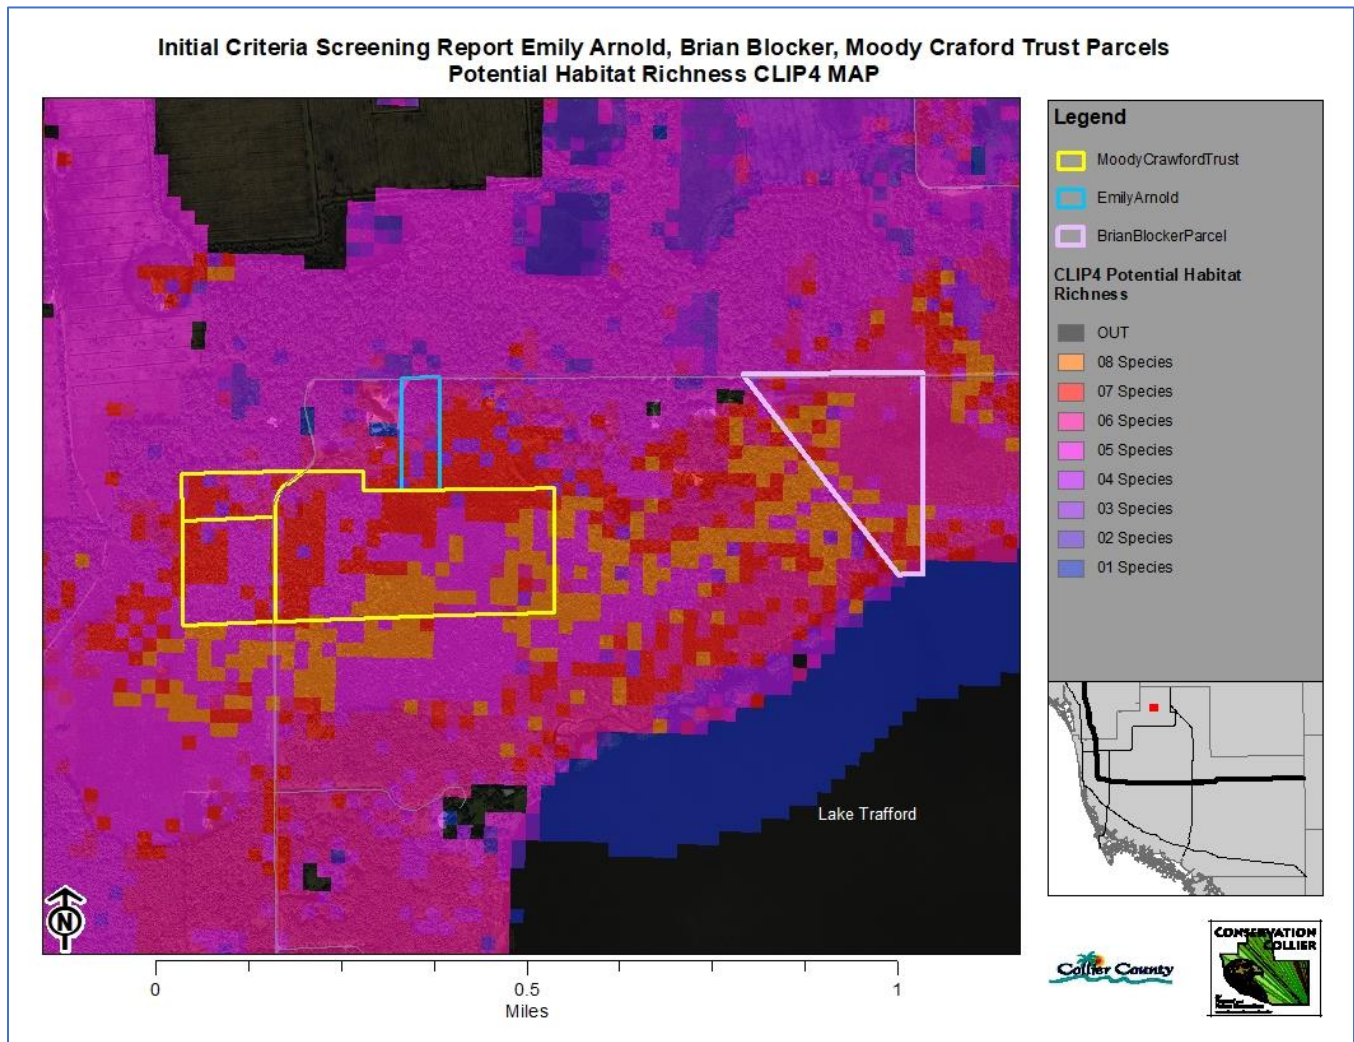 Initial Criteria Screening Report Emily Arnold, Brian Blocker, Moody Craford Trust Parcels
Potential Habitat Richness CLIP4 MAP
Legend
MoodyCrawfordTrust
EmilyArnold
BrianBlockerParcel
CLIP4 Potential Habitat
Richness
OUT
08 Species
07 Species
06 Species
05 Species
04 Species
03 Species
02 Species
01 Species
Lake Trafford
N
0 0.5 1
Miles
Collier County
CONSERVATION
COLLIER